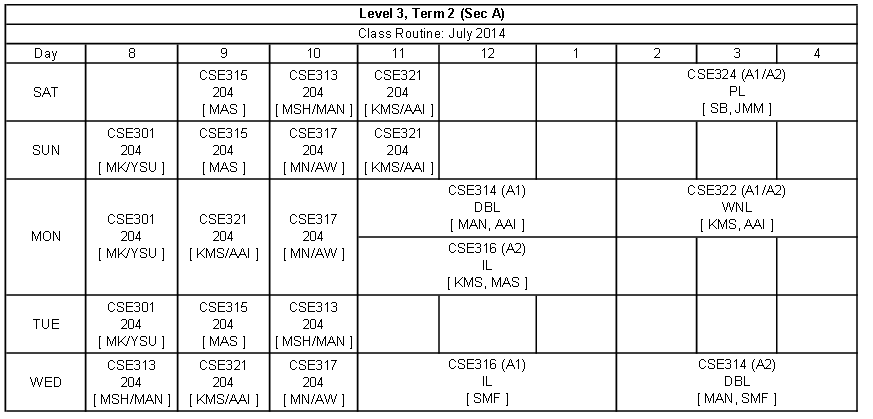 Level 3, Term 2 (Sec A)
Class Routine: July 2014
Day 8 9 10 11 12 1 2 3 4
SAT
CSE315
204
[ MAS ]
CSE313
204
[ MSH/MAN ]
CSE321
204
[ KMS/AAI ]
CSE324 (A1/A2)
PL
[ SB, JMM ]
SUN
CSE301
204
[ MK/YSU ]
CSE315
204
[ MAS ]
CSE317
204
[ MN/AW ]
CSE321
204
[ KMS/AAI ]
MON
CSE301
204
[ MK/YSU ]
CSE321
204
[ KMS/AAI ]
CSE317
204
[ MN/AW ]
CSE314 (A1)
DBL
[ MAN, AAI ]
CSE322 (A1/A2)
WNL
[ KMS, AAI ]
CSE316 (A2)
IL
[ KMS, MAS ]
TUE
CSE301
204
[ MK/YSU ]
CSE315
204
[ MAS ]
CSE313
204
[ MSH/MAN ]
WED
CSE313
204
[ MSH/MAN ]
CSE321
204
[ KMS/AAI ]
CSE317
204
[ MN/AW ]
CSE316 (A1)
IL
[ SMF ]
CSE314 (A2)
DBL
[ MAN, SMF ]